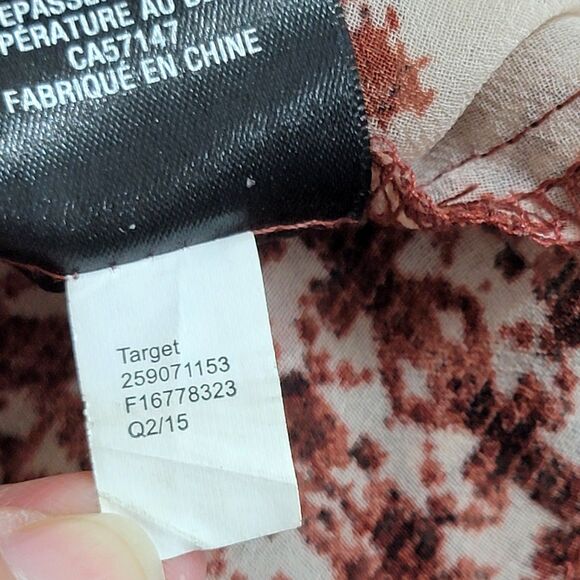 PÉRATURE AU
CA57147
FABRIQUÉ EN CHINE
Target
259071153
F16778323
Q2/15